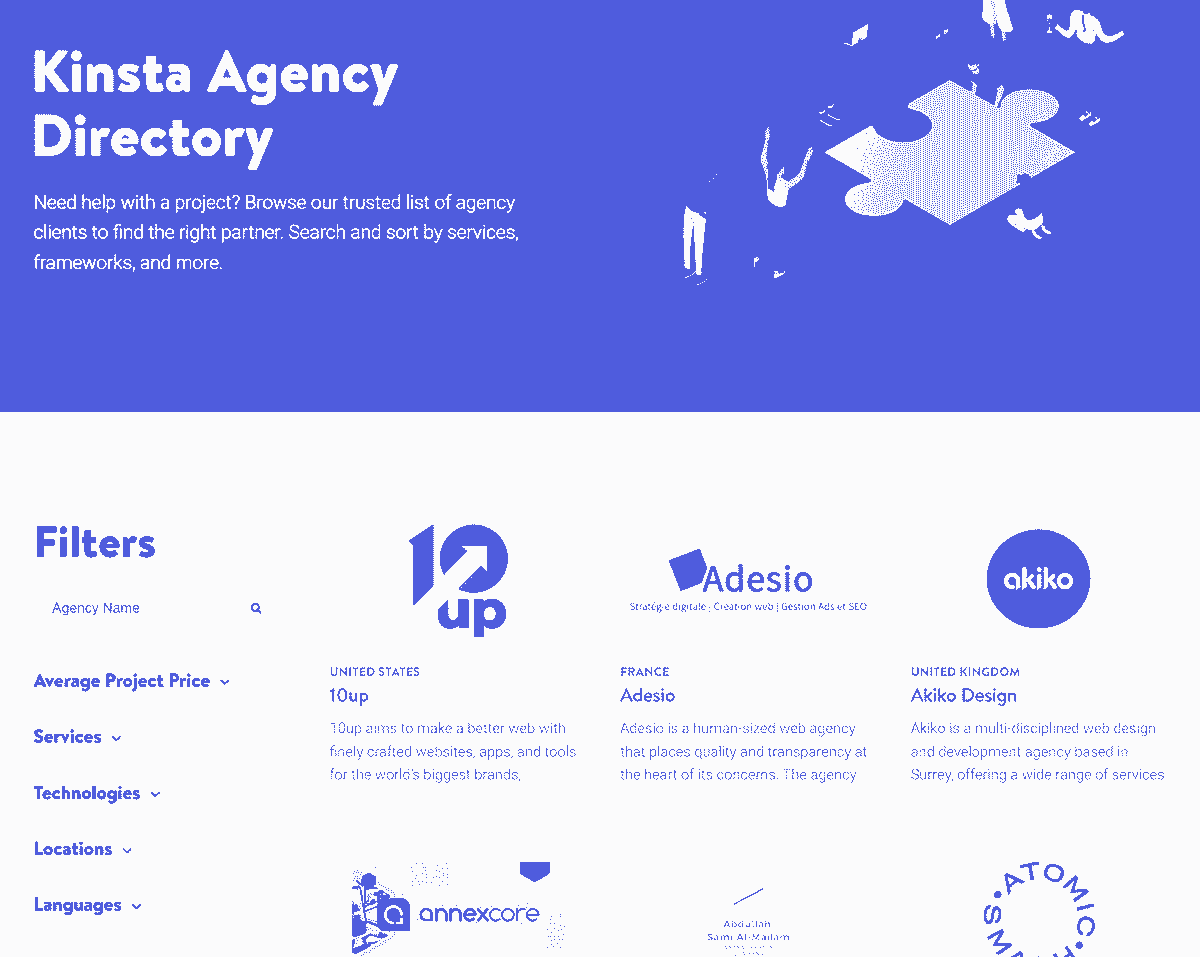 Kinsta Agency
Directory
Need help with a project? Browse our trusted list of agency
clients to find the right partner. Search and sort by services,
frameworks, and more.
Filters
Agency Name
Average Project Price
Services
Technologies
Locations
Languages
10up
UNITED STATES
10up
10up aims to make a better web with
finely crafted websites, apps, and tools
for the world's biggest brands,
Adesio
Stratégie digitale | Création web | Gestion Ads et SEO
FRANCE
Adesio
Adesio is a human-sized web agency
that places quality and transparency at
the heart of its concerns. The agency
akiko
UNITED KINGDOM
Akiko Design
Akiko is a multi-disciplined web design
and development agency based in
Surrey, offering a wide range of services
annexcore
Abdullah
Sami Al-Madam
ATOMIC